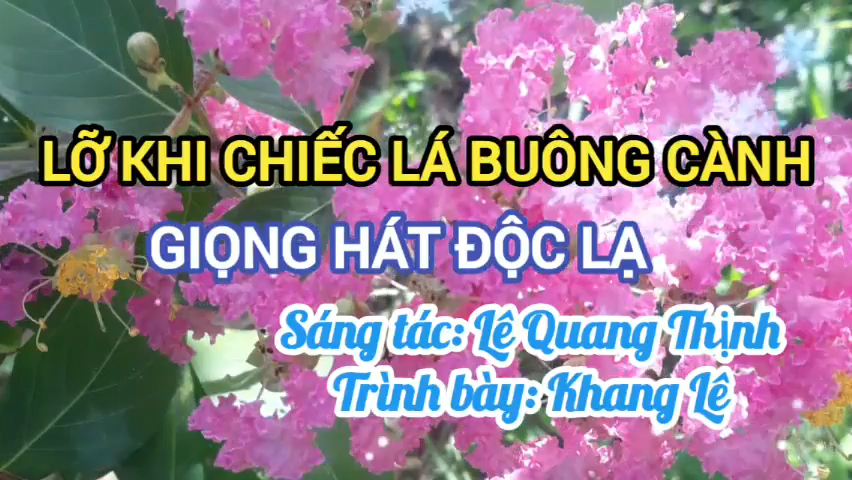 LỠ KHI CHIẾC LÁ BUÔNG CÀNH
GIỌNG HÁT ĐỘC LẠ
Sáng tác: Lê Quang Thịnh
Trình bày: Khang Lê